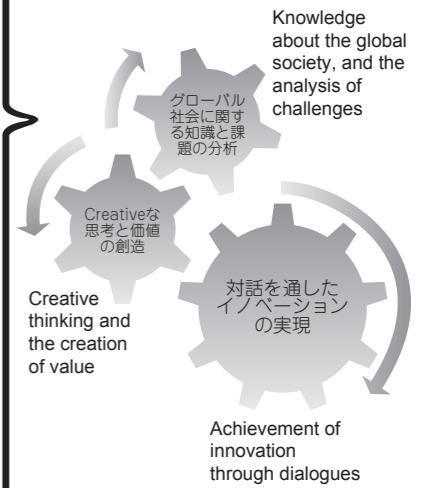 Knowledge
about the global
society, and the
analysis of
challenges
グローバル
社会に関す
る知識と課
題の分析
Creativeな
思考と価値
の創造
Creative
thinking and
the creation
of value
対話を通した
イノベーション
の実現
Achievement of
innovation
through dialogues